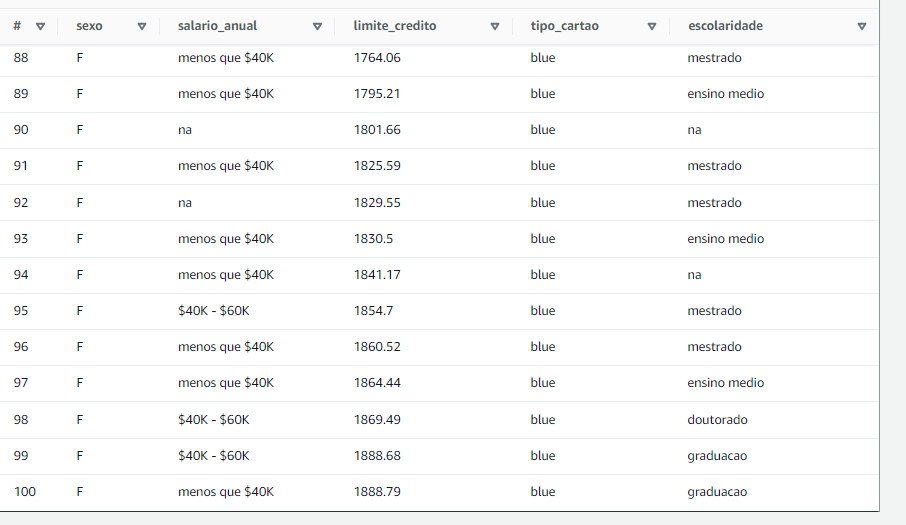 # sexo salario_anual limite_credito tipo_cartao escolaridade
88 F menos que $40K 1764.06 blue mestrado
89 F menos que $40K 1795.21 blue ensino medio
90 F na 1801.66 blue na
91 F menos que $40K 1825.59 blue mestrado
92 F na 1829.55 blue mestrado
93 F menos que $40K 1830.5 blue ensino medio
94 F menos que $40K 1841.17 blue na
95 F $40K - $60K 1854.7 blue mestrado
96 F menos que $40K 1860.52 blue mestrado
97 F menos que $40K 1864.44 blue ensino medio
98 F $40K - $60K 1869.49 blue doutorado
99 F $40K - $60K 1888.68 blue graduacao
100 F menos que $40K 1888.79 blue graduacao